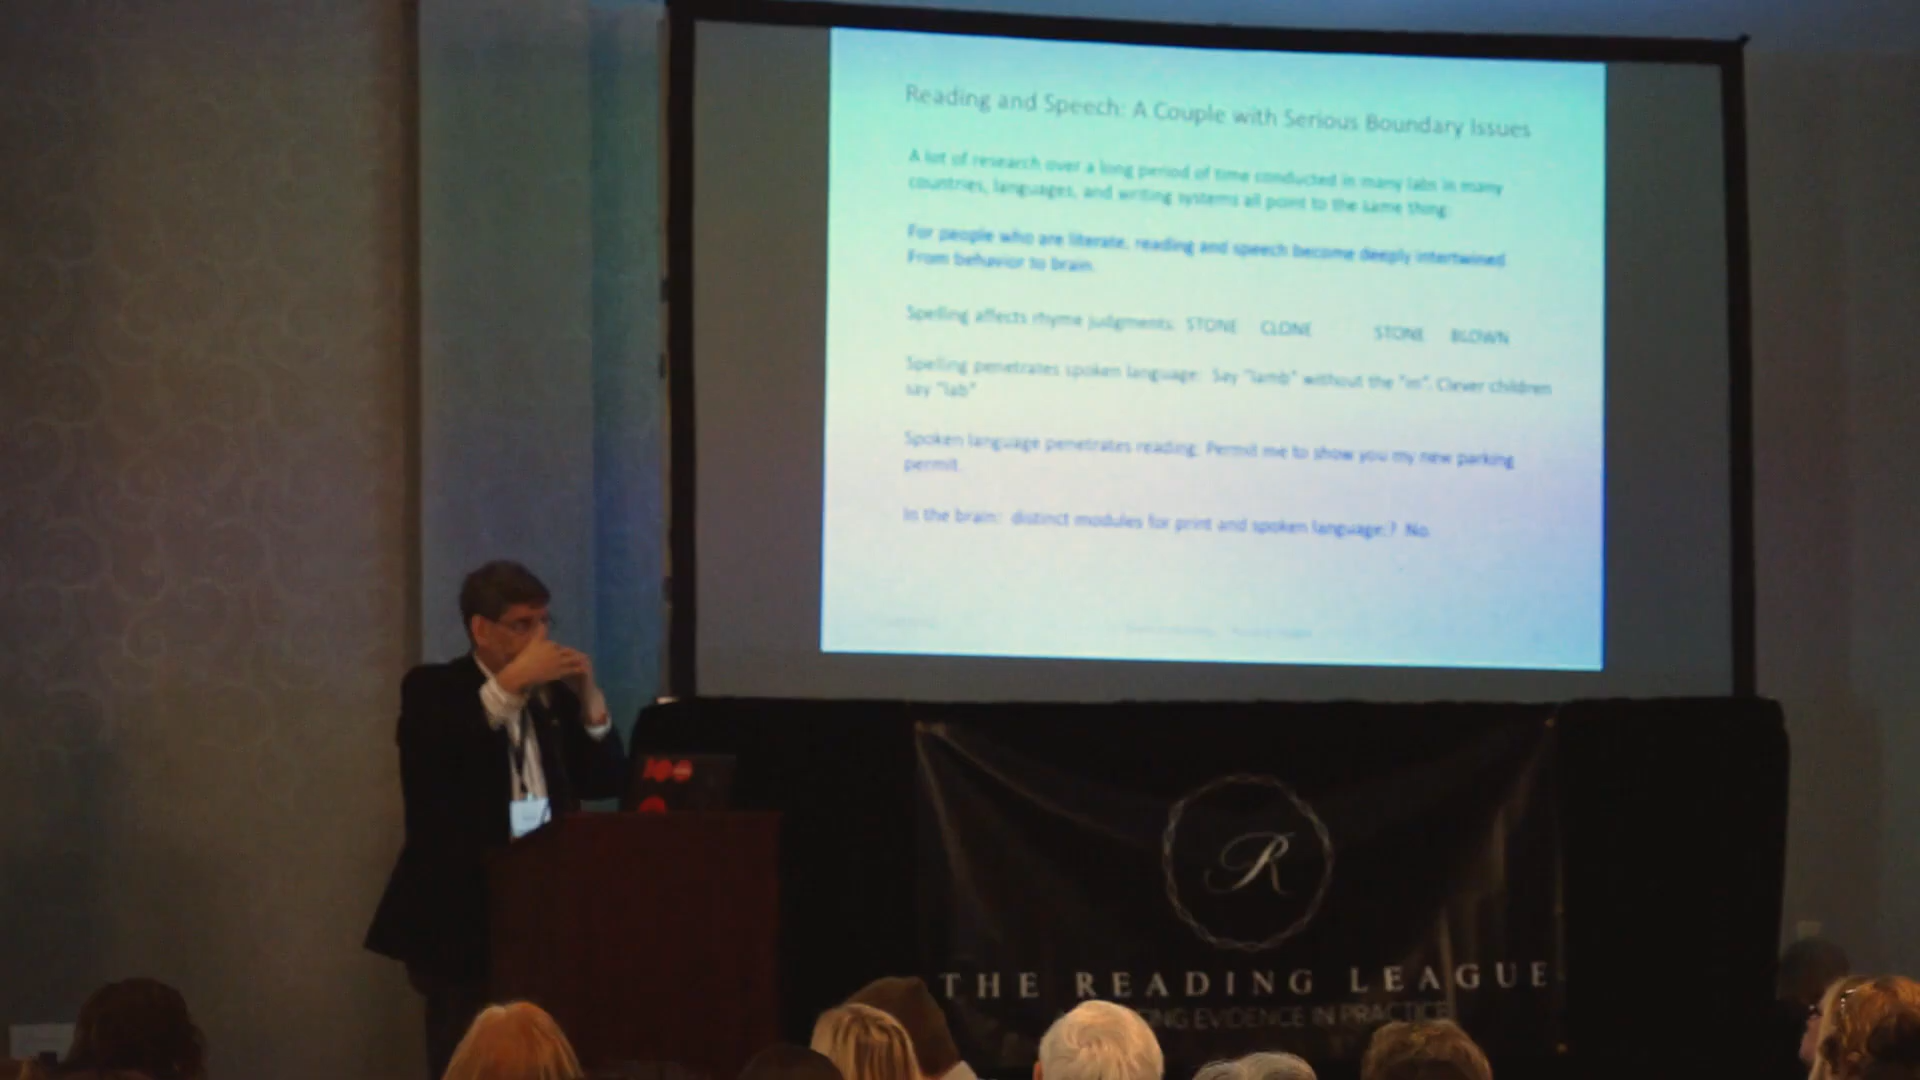 Reading and Speech: A Couple with Serious Boundary Issues
A lot of research over a long period of time conducted in many labs in many
countries, languages, and writing systems all point to the same thing:
For people who are literate, reading and speech become deeply intertwined
From behavior to brain.
Spelling affects rhyme judgments: STONE CLONE STONE BLOWN
Spelling penetrates spoken language: Say "lamb" without the "m". Clever children
say "lab"
Spoken language penetrates reading: Permit me to show you my new parking
permit.
In the brain: distinct modules for print and spoken language:? No.
R
THE READING LEAGUE
EVIDENCE IN PRACTICE